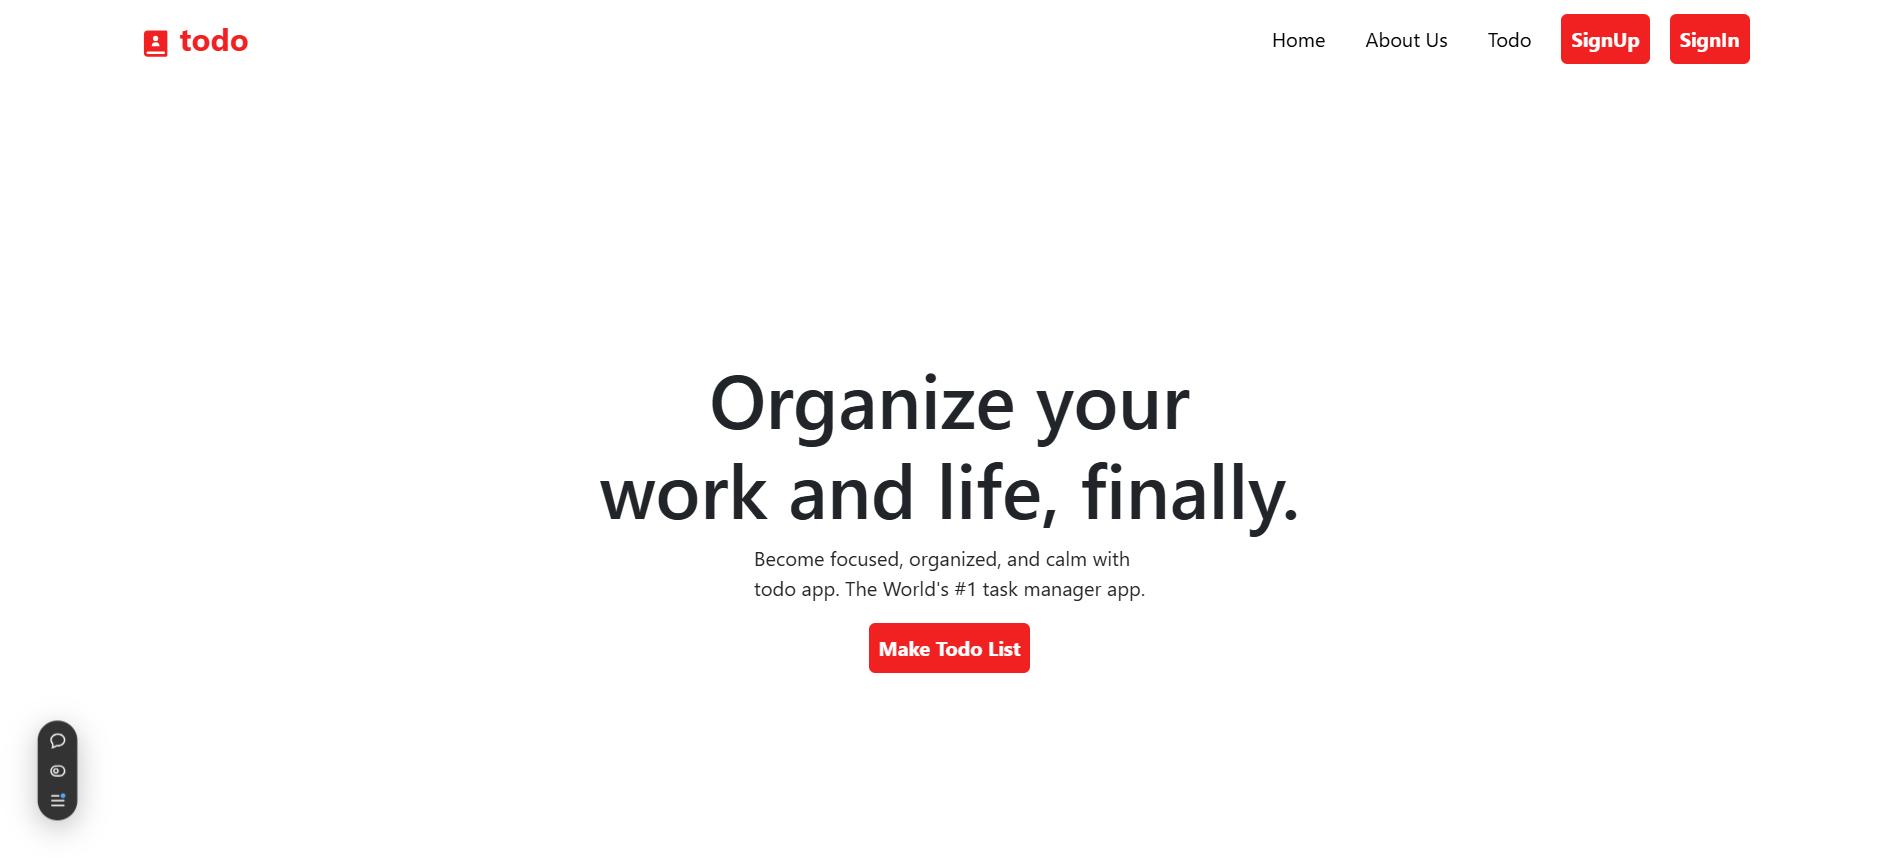 todo
Home
About Us
Todo
SignUp
SignIn
Organize your
work and life, finally.
Become focused, organized, and calm with
todo app. The World's #1 task manager app.
Make Todo List